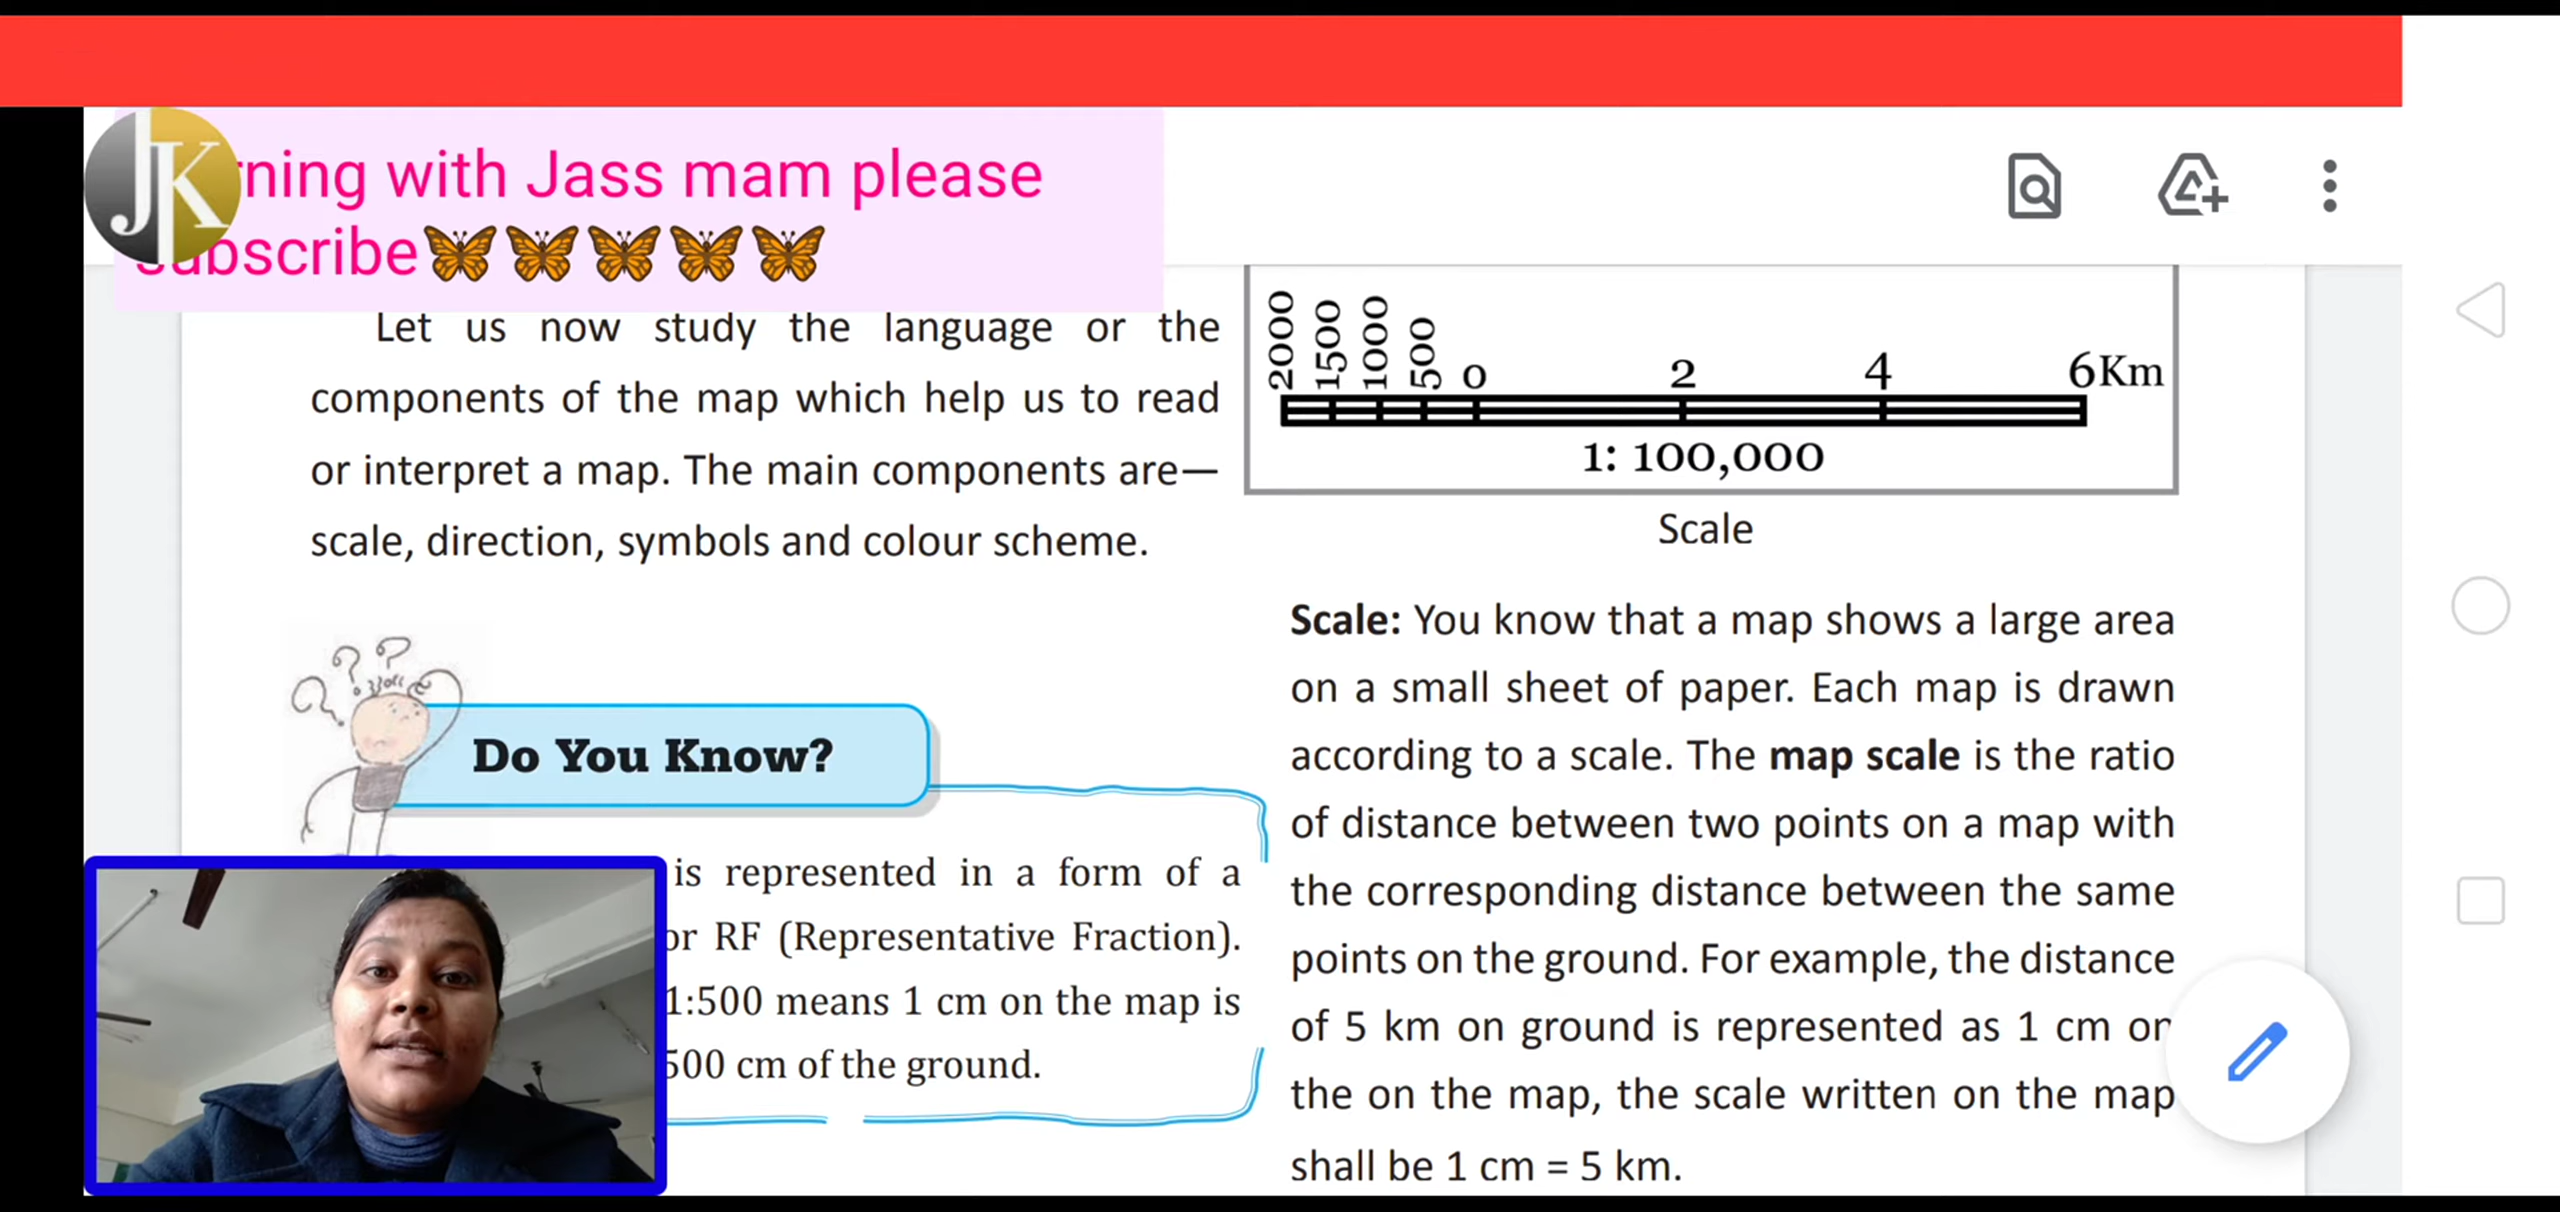 JK
ning with Jass mam please
subscribe🦋🦋🦋🦋🦋
Let us now study the language or the
components of the map which help us to read
or interpret a map. The main components are—
scale, direction, symbols and colour scheme.
Do You Know?
is represented in a form of a
or RF (Representative Fraction).
1:500 means 1 cm on the map is
500 cm of the ground.
2000 1500 1000 500 0 2 4 6Km
1: 100,000
Scale
Scale: You know that a map shows a large area
on a small sheet of paper. Each map is drawn
according to a scale. The map scale is the ratio
of distance between two points on a map with
the corresponding distance between the same
points on the ground. For example, the distance
of 5 km on ground is represented as 1 cm on
the on the map, the scale written on the map
shall be 1 cm = 5 km.